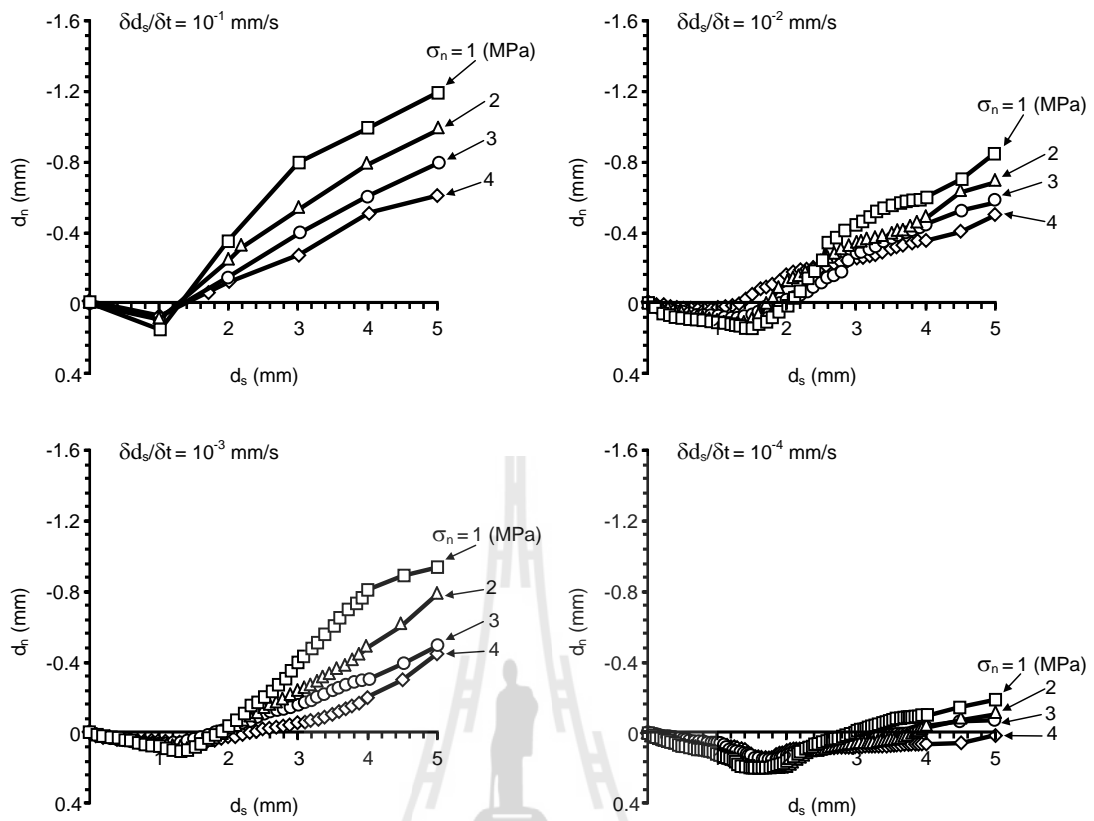 δdₛ/δt = 10⁻¹ mm/s
-1.6
-1.2
-0.8
-0.4
0
0.4
dₙ (mm)
σₙ = 1 (MPa)
2
3
4
1 2 3 4 5
dₛ (mm)
δdₛ/δt = 10⁻² mm/s
-1.6
-1.2
-0.8
-0.4
0
0.4
dₙ (mm)
σₙ = 1 (MPa)
2
3
4
1 2 3 4 5
dₛ (mm)
δdₛ/δt = 10⁻³ mm/s
-1.6
-1.2
-0.8
-0.4
0
0.4
dₙ (mm)
σₙ = 1 (MPa)
2
3
4
1 2 3 4 5
dₛ (mm)
δdₛ/δt = 10⁻⁴ mm/s
-1.6
-1.2
-0.8
-0.4
0
0.4
dₙ (mm)
σₙ = 1 (MPa)
2
3
4
3 4 5
dₛ (mm)